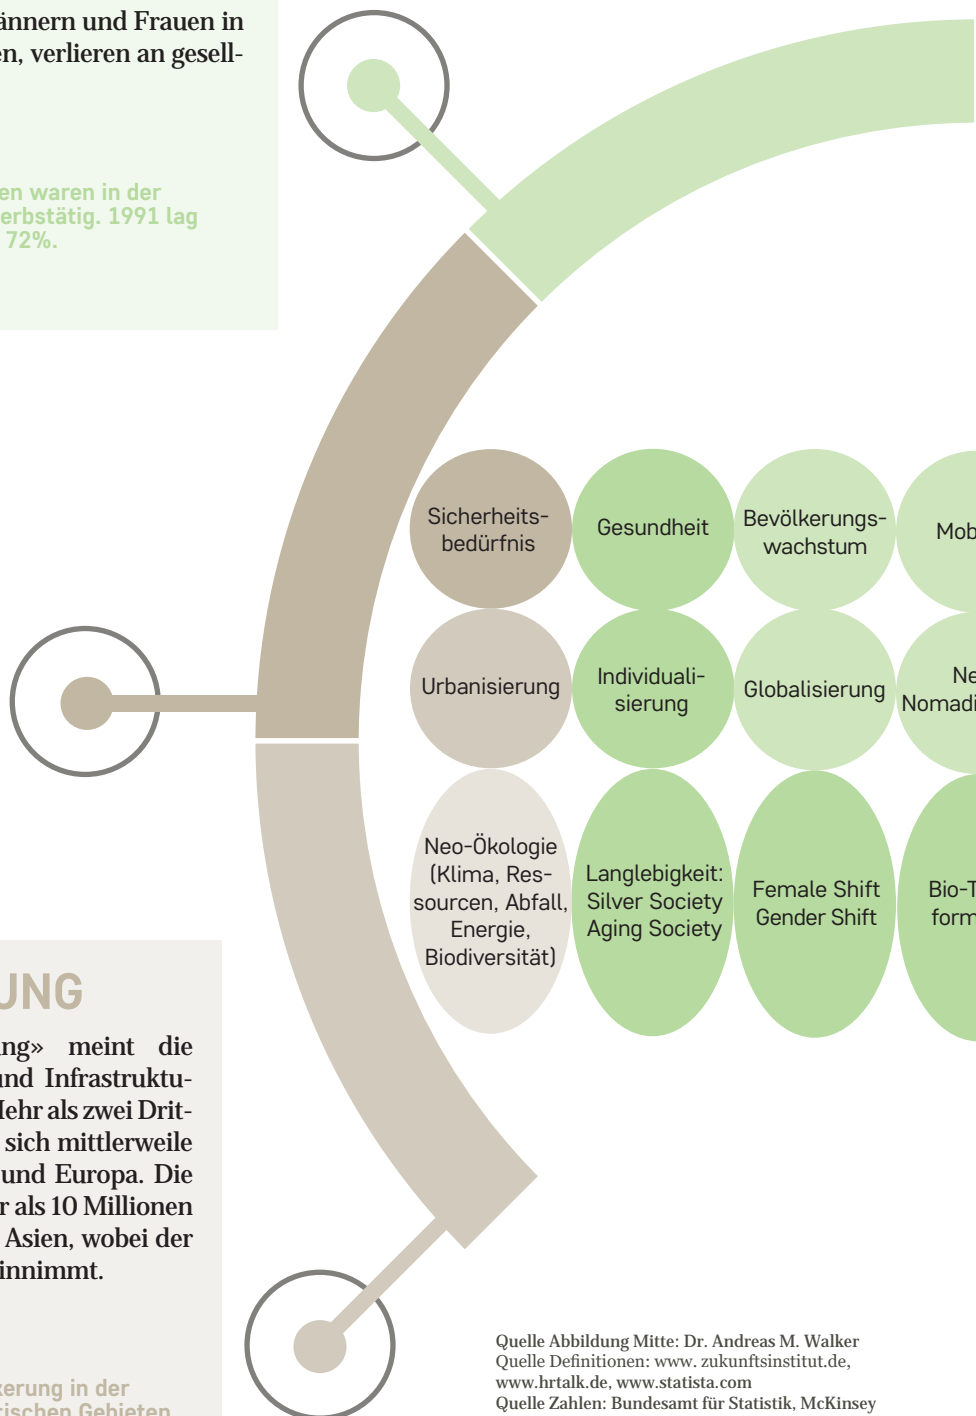 ännern und Frauen in
en, verlieren an gesell-
en waren in der
erbstätig. 1991 lag
72%.
Sicherheits-
bedürfnis
Gesundheit
Bevölkerungs-
wachstum
Mob
Urbanisierung
Individuali-
sierung
Globalisierung
Ne
Nomadi
Neo-Ökologie
(Klima, Res-
sourcen, Abfall,
Energie,
Biodiversität)
Langlebigkeit:
Silver Society
Aging Society
Female Shift
Gender Shift
Bio-T
form
UNG
ung» meint die
und Infrastruktu-
Mehr als zwei Drit-
sich mittlerweile
und Europa. Die
r als 10 Millionen
Asien, wobei der
innimmt.
kerung in der
tischen Gebieten
Quelle Abbildung Mitte: Dr. Andreas M. Walker
Quelle Definitionen: www. zukunftsinstitut.de,
www.hrtalk.de, www.statista.com
Quelle Zahlen: Bundesamt für Statistik, McKinsey